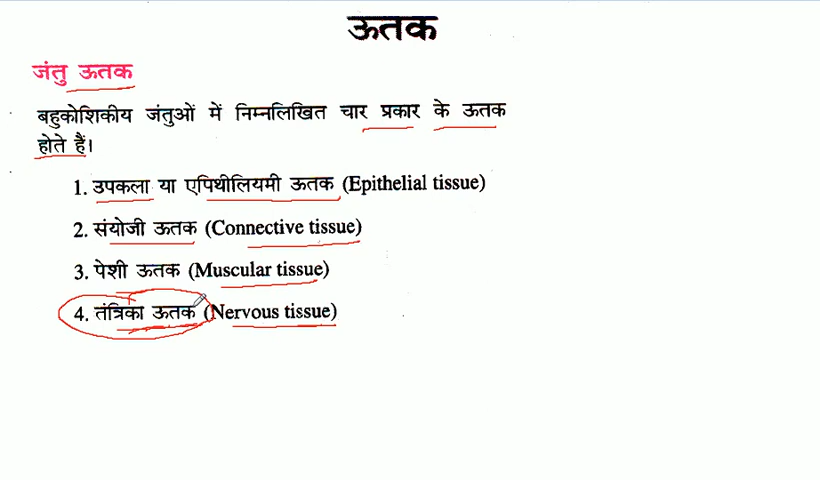 ऊतक
जंतु ऊतक
बहुकोशिकीय जंतुओं में निम्नलिखित चार प्रकार के ऊतक
होते हैं।
1. उपकला या एपिथीलियमी ऊतक (Epithelial tissue)
2. संयोजी ऊतक (Connective tissue)
3. पेशी ऊतक (Muscular tissue)
4. तंत्रिका ऊतक (Nervous tissue)